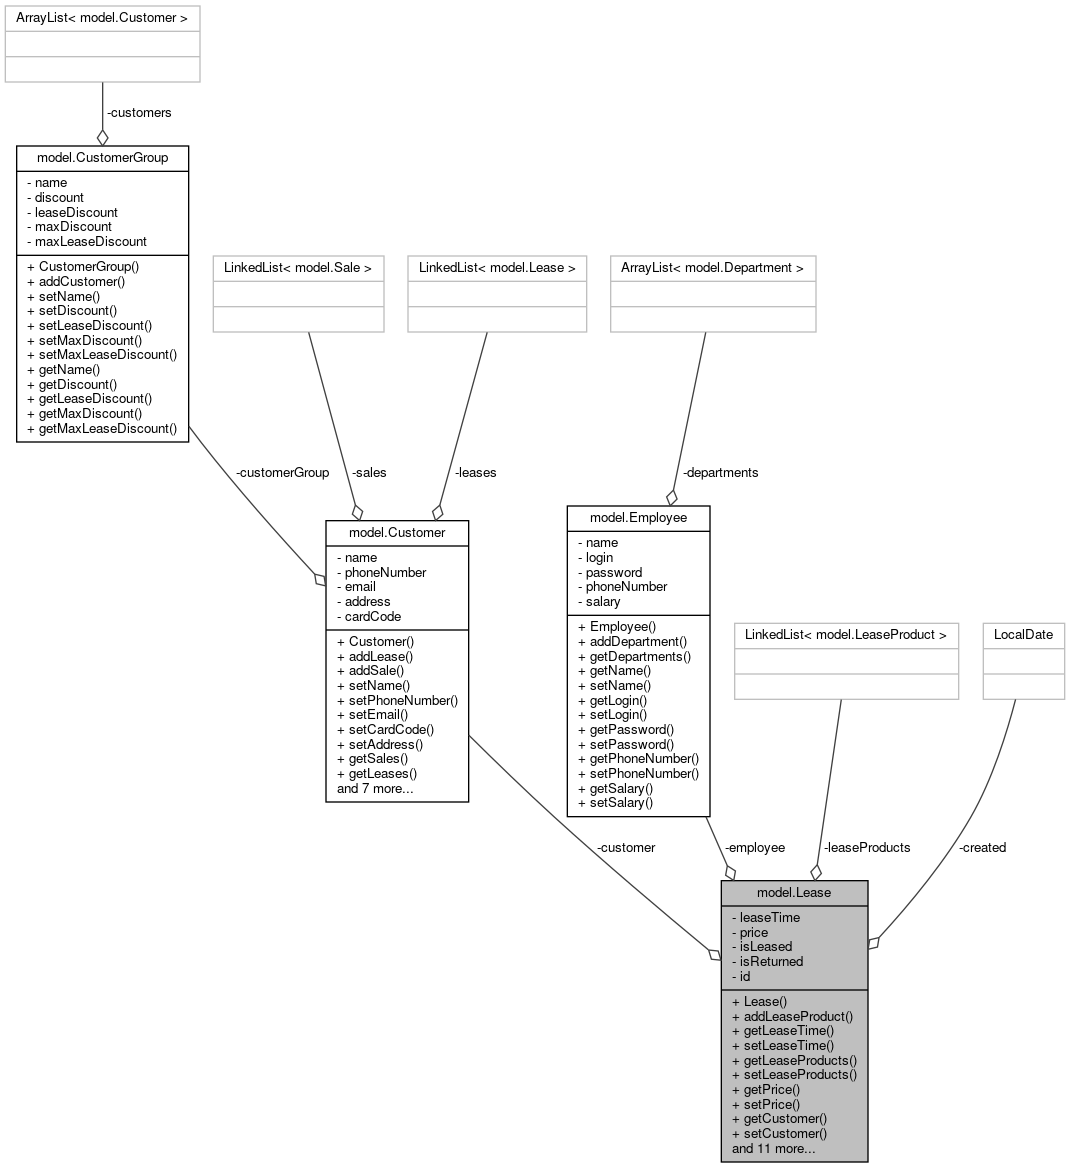 ArrayList< model.Customer >
-customers
model.CustomerGroup
- name
- discount
- leaseDiscount
- maxDiscount
- maxLeaseDiscount
+ CustomerGroup()
+ addCustomer()
+ setName()
+ setDiscount()
+ setLeaseDiscount()
+ setMaxDiscount()
+ setMaxLeaseDiscount()
+ getName()
+ getDiscount()
+ getLeaseDiscount()
+ getMaxDiscount()
+ getMaxLeaseDiscount()
LinkedList< model.Sale >
LinkedList< model.Lease >
ArrayList< model.Department >
-customerGroup
-sales
-leases
-departments
model.Customer
- name
- phoneNumber
- email
- address
- cardCode
+ Customer()
+ addLease()
+ addSale()
+ setName()
+ setPhoneNumber()
+ setEmail()
+ setCardCode()
+ setAddress()
+ getSales()
+ getLeases()
and 7 more...
model.Employee
- name
- login
- password
- phoneNumber
- salary
+ Employee()
+ addDepartment()
+ getDepartments()
+ getName()
+ setName()
+ getLogin()
+ setLogin()
+ getPassword()
+ setPassword()
+ getPhoneNumber()
+ setPhoneNumber()
+ getSalary()
+ setSalary()
LinkedList< model.LeaseProduct >
LocalDate
-customer
-employee
-leaseProducts
-created
model.Lease
- leaseTime
- price
- isLeased
- isReturned
- id
+ Lease()
+ addLeaseProduct()
+ getLeaseTime()
+ setLeaseTime()
+ getLeaseProducts()
+ setLeaseProducts()
+ getPrice()
+ setPrice()
+ getCustomer()
+ setCustomer()
and 11 more...